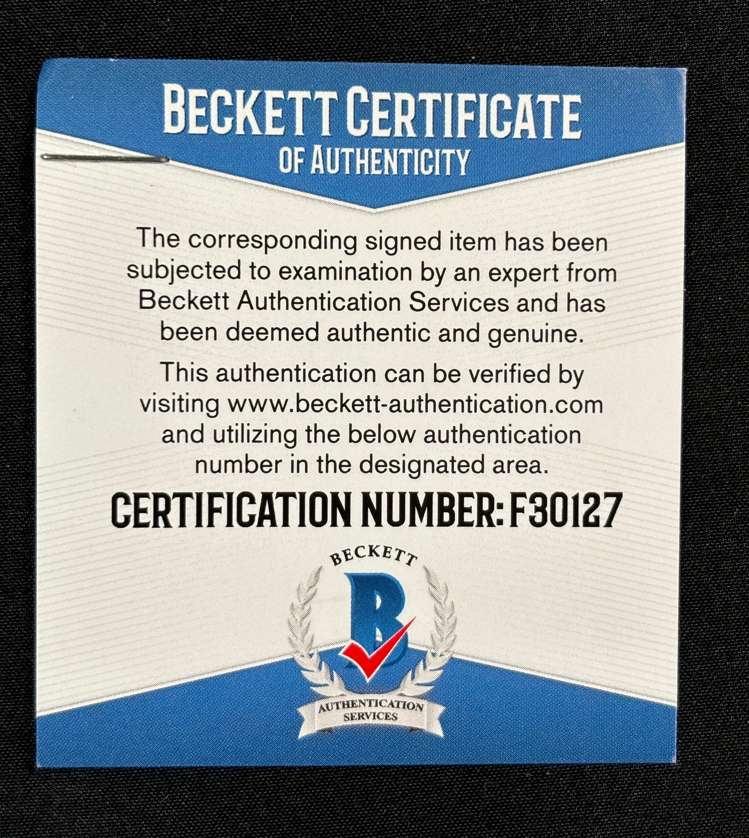 BECKETT CERTIFICATE
OF AUTHENTICITY
The corresponding signed item has been
subjected to examination by an expert from
Beckett Authentication Services and has
been deemed authentic and genuine.
This authentication can be verified by
visiting www.beckett-authentication.com
and utilizing the below authentication
number in the designated area.
CERTIFICATION NUMBER: F30127
BECKETT
B
AUTHENTICATION
SERVICES